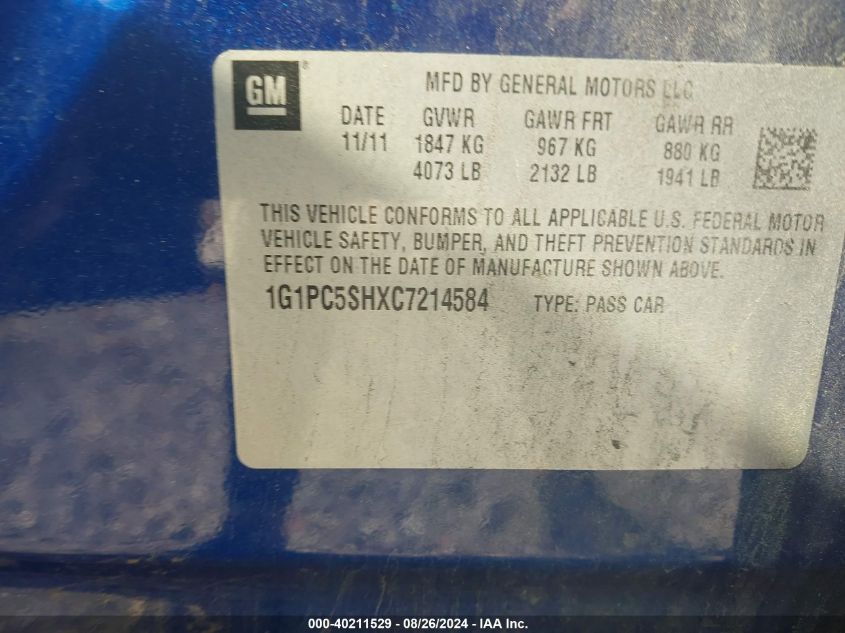 GM®
MFD BY GENERAL MOTORS LLC
DATE GVWR GAWR FRT GAWR RR
11/11 1847 KG 967 KG 880 KG
4073 LB 2132 LB 1941 LB
THIS VEHICLE CONFORMS TO ALL APPLICABLE U.S. FEDERAL MOTOR
VEHICLE SAFETY, BUMPER, AND THEFT PREVENTION STANDARDS IN
EFFECT ON THE DATE OF MANUFACTURE SHOWN ABOVE.
1G1PC5SHXC7214584 TYPE: PASS CAR
000-40211529 - 08/26/2024 - IAA Inc.